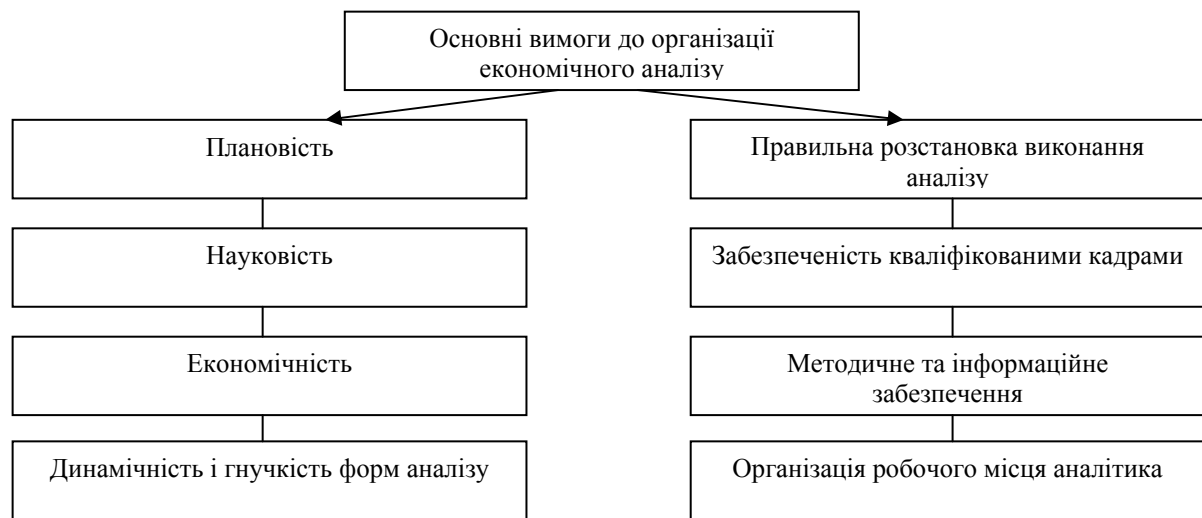 Основні вимоги до організації
економічного аналізу
Плановість
Правильна розстановка виконання
аналізу
Науковість
Забезпеченість кваліфікованими кадрами
Економічність
Методичне та інформаційне
забезпечення
Динамічність і гнучкість форм аналізу
Організація робочого місця аналітика